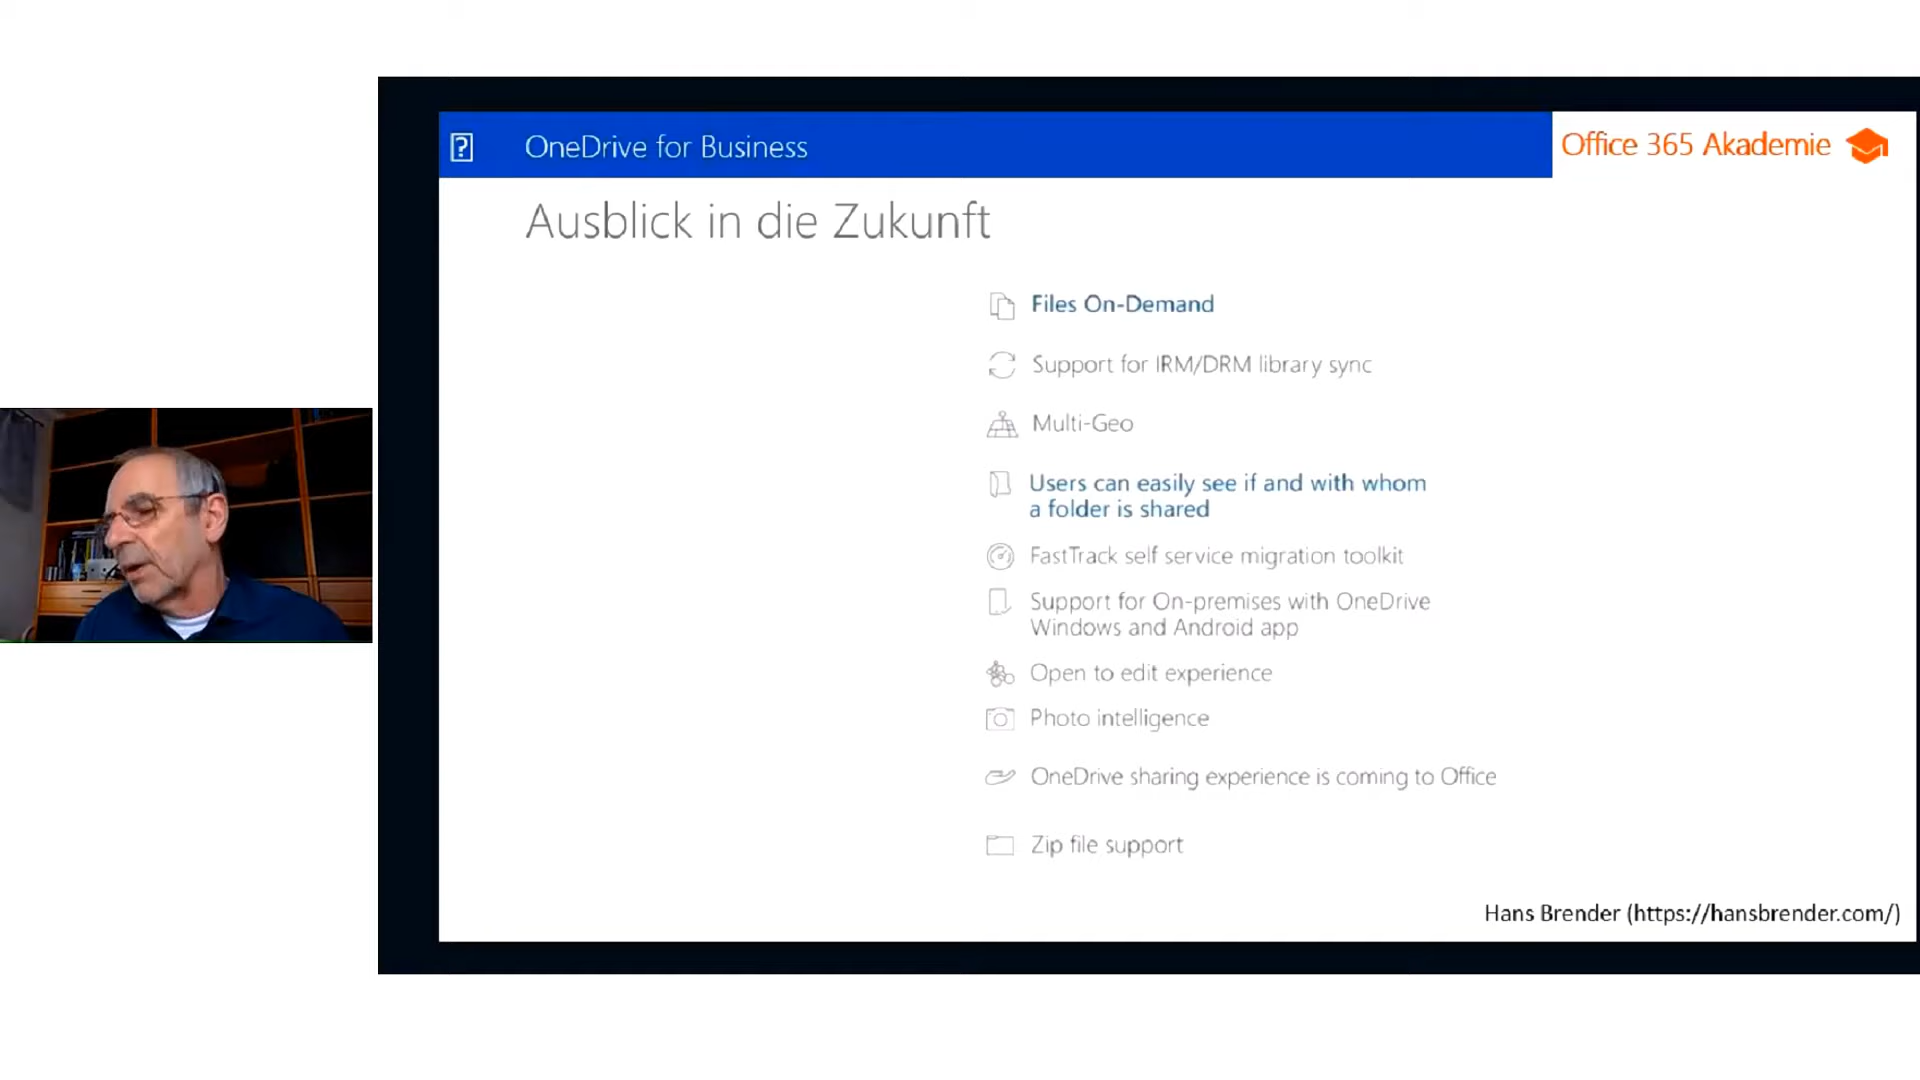 OneDrive for Business
Office 365 Akademie
Ausblick in die Zukunft
Files On-Demand
Support for IRM/DRM library sync
Multi-Geo
Users can easily see if and with whom
a folder is shared
FastTrack self service migration toolkit
Support for On-premises with OneDrive
Windows and Android app
Open to edit experience
Photo intelligence
OneDrive sharing experience is coming to Office
Zip file support
Hans Brender (https://hansbrender.com/)